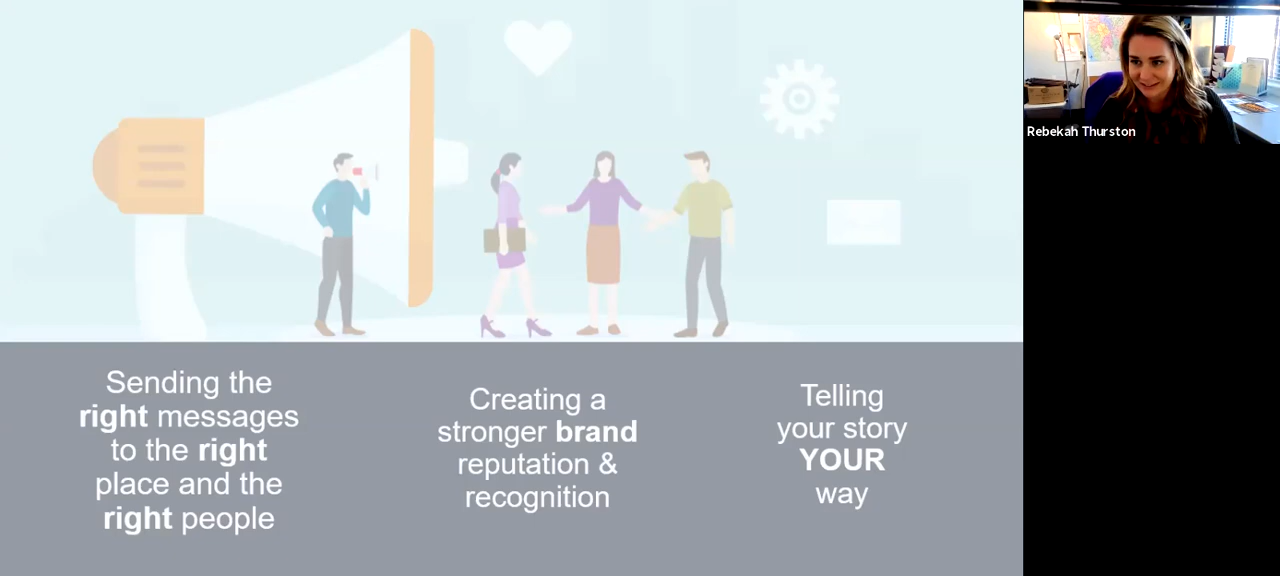 Sending the
right messages
to the right
place and the
right people
Creating a
stronger brand
reputation &
recognition
Telling
your story
YOUR
way
Rebekah Thurston